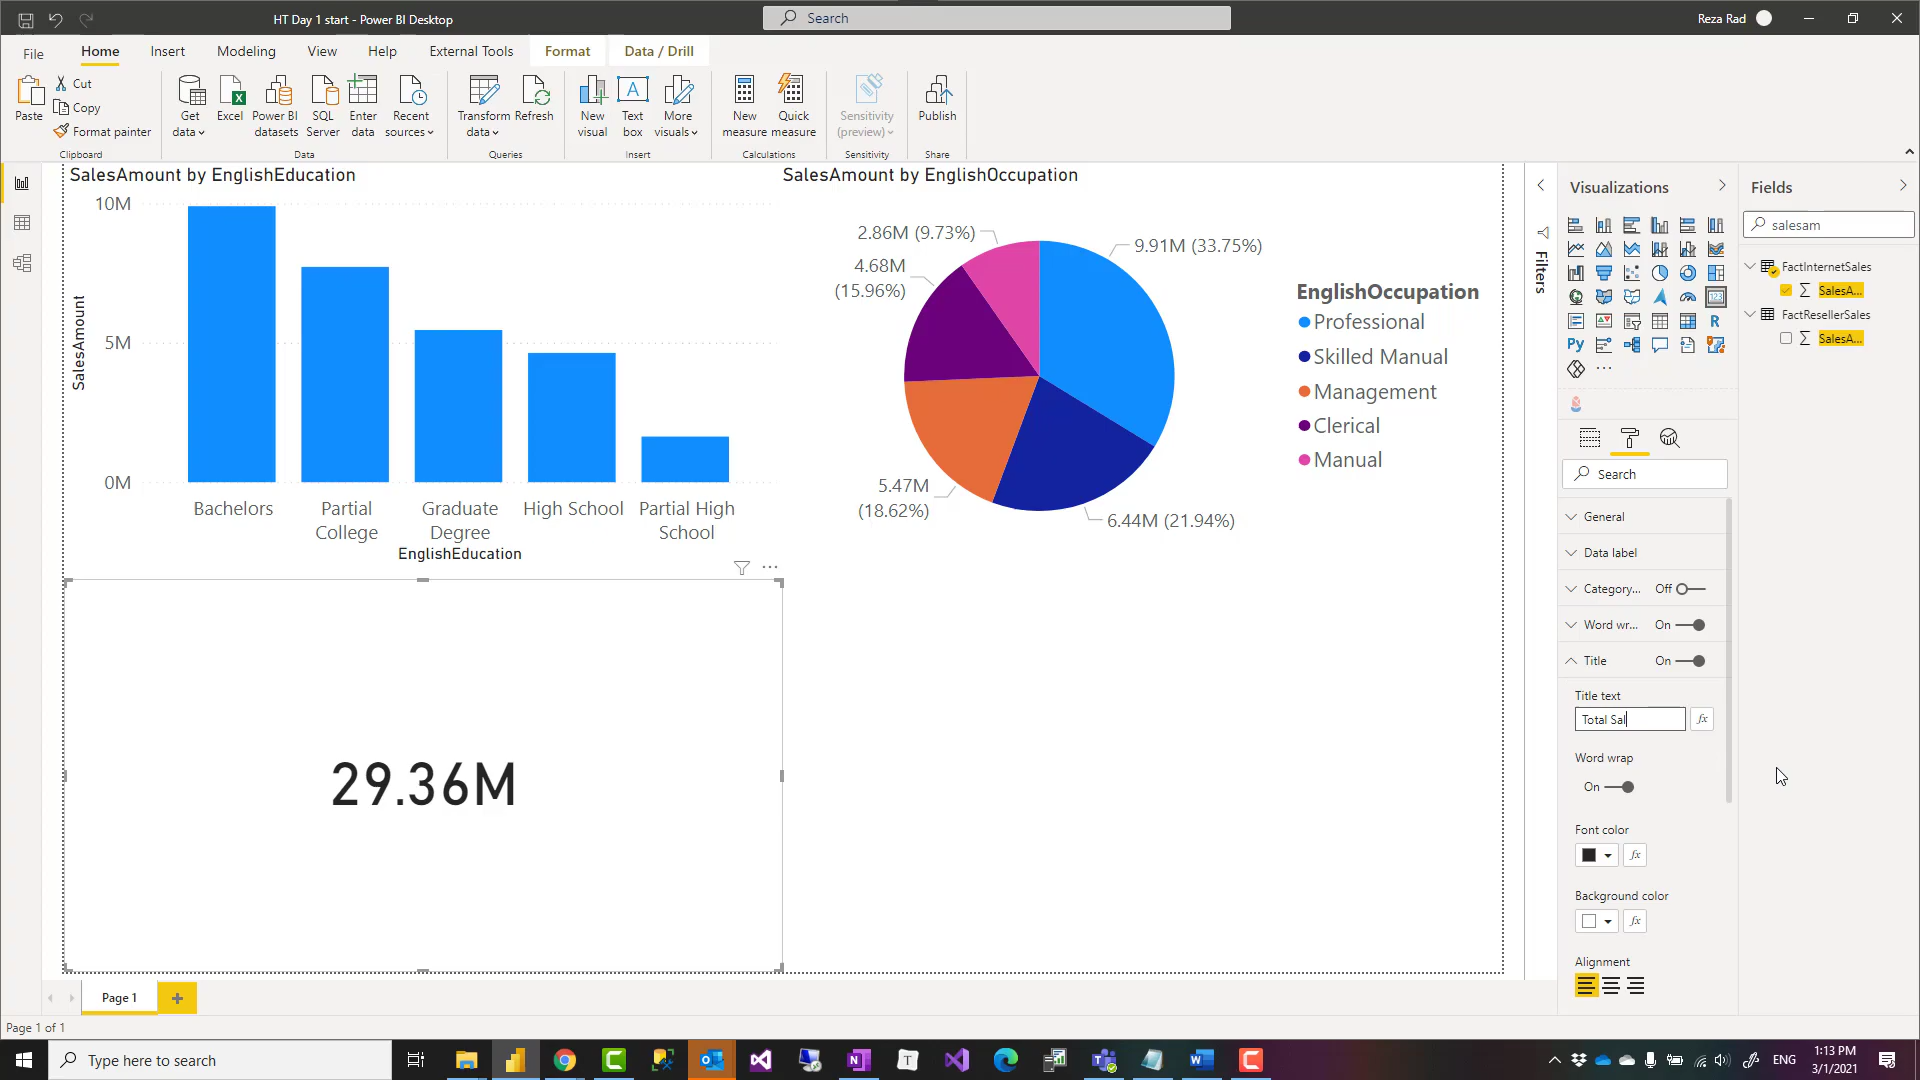 HT Day 1 start - Power BI Desktop
Search
Reza Rad
File
Home
Insert
Modeling
View
Help
External Tools
Format
Data / Drill
Paste
Cut
Copy
Format painter
Clipboard
Get data
Excel
Power BI datasets
SQL Server
Enter data
Recent sources
Data
Transform data
Refresh
Queries
New visual
Text box
More visuals
Insert
New measure
Quick measure
Calculations
Sensitivity (preview)
Sensitivity
Publish
Share
SalesAmount by EnglishEducation
10M
5M
0M
SalesAmount
Bachelors
Partial College
Graduate Degree
High School
Partial High School
EnglishEducation
SalesAmount by EnglishOccupation
2.86M (9.73%)
4.68M
(15.96%)
9.91M (33.75%)
5.47M
(18.62%)
6.44M (21.94%)
EnglishOccupation
Professional
Skilled Manual
Management
Clerical
Manual
29.36M
Filters
Visualizations
123
R
Py
Search
General
Data label
Category... Off
Word wr... On
Title On
Title text
Total Sal
fx
Word wrap
On
Font color
fx
Background color
fx
Alignment
Fields
salesam
FactInternetSales
SalesA...
FactResellerSales
SalesA...
Page 1
Page 1 of 1
Type here to search
ENG
1:13 PM
3/1/2021